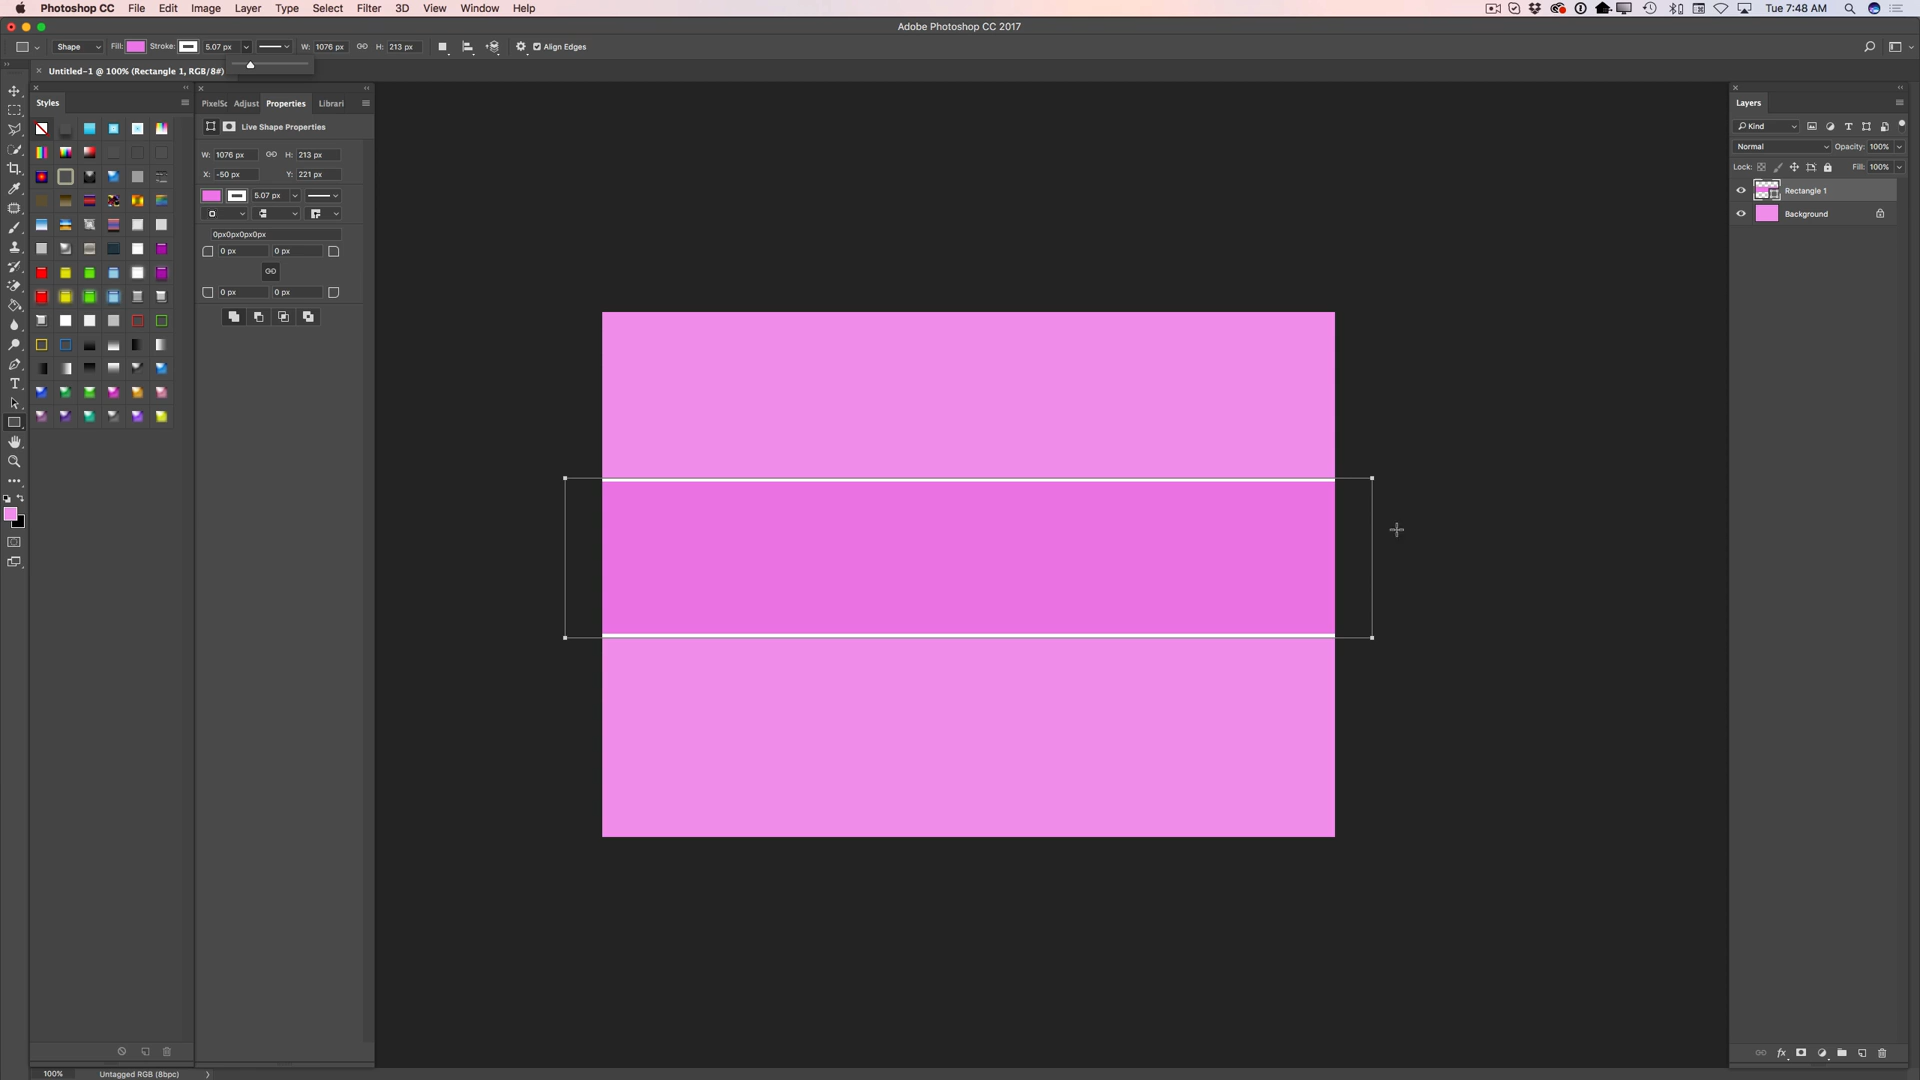 Photoshop CC File Edit Image Layer Type Select Filter 3D View Window Help
Tue 7:48 AM
Adobe Photoshop CC 2017
Shape Fill: Stroke: 5.07 px W: 1076 px H: 213 px Align Edges
Untitled-1 @ 100% (Rectangle 1, RGB/8#)
Styles
PixelSc Adjust Properties Librari
Live Shape Properties
W: 1076 px H: 213 px
X: -50 px Y: 221 px
5.07 px
0px0px0px0px
0 px 0 px
0 px 0 px
Layers
Kind
Normal Opacity: 100%
Lock: Fill: 100%
Rectangle 1
Background
fx
100% Untagged RGB (8bpc)